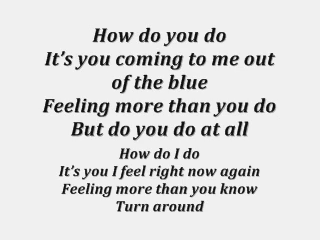 How do you do
It’s you coming to me out
of the blue
Feeling more than you do
But do you do at all
How do I do
It’s you I feel right now again
Feeling more than you know
Turn around